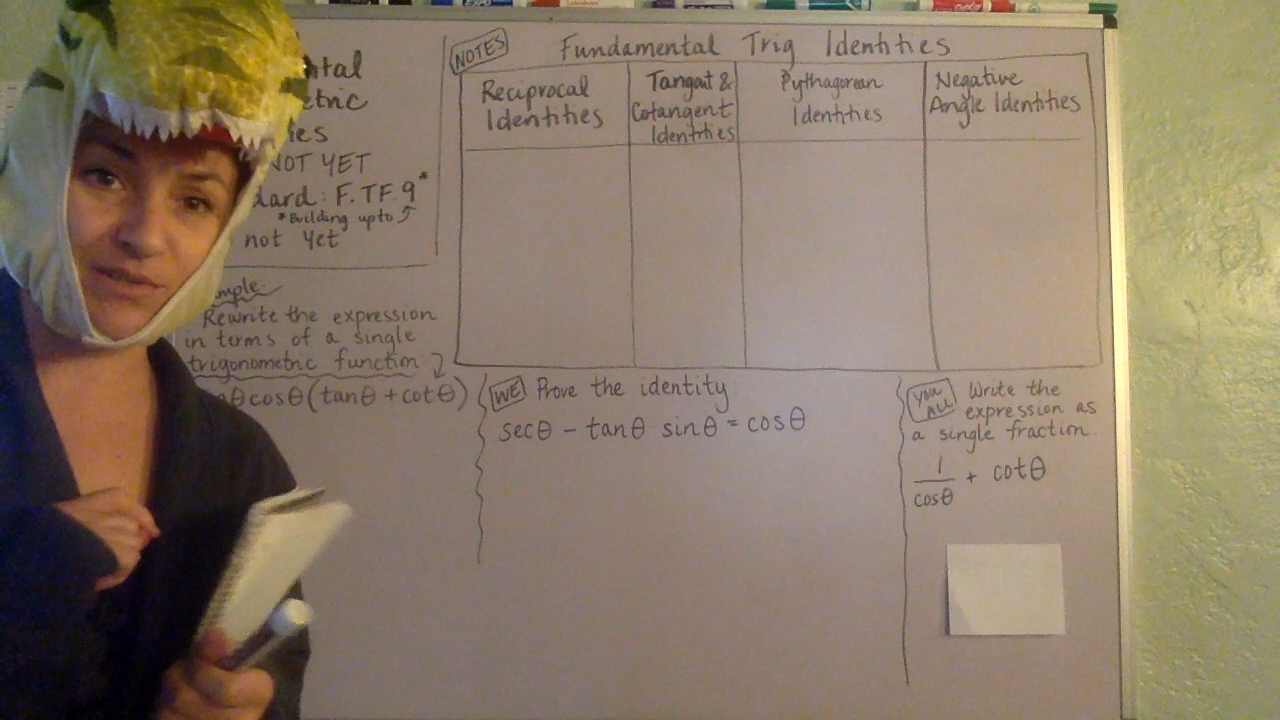 ntal
etric
ies
NOT YET
dard: F.TF.9*
*Building up to
not yet
NOTES
Fundamental Trig Identities
Reciprocal
Identities
Tangent &
Cotangent
Identities
Pythagorean
Identities
Negative
Angle Identities
mple:
Rewrite the expression
in terms of a single
trigonometric function
nθcosθ(tanθ + cotθ)
WE Prove the identity
secθ - tanθ sinθ = cosθ
YOU ALL Write the
expression as
a single fraction.
1/cosθ + cotθ